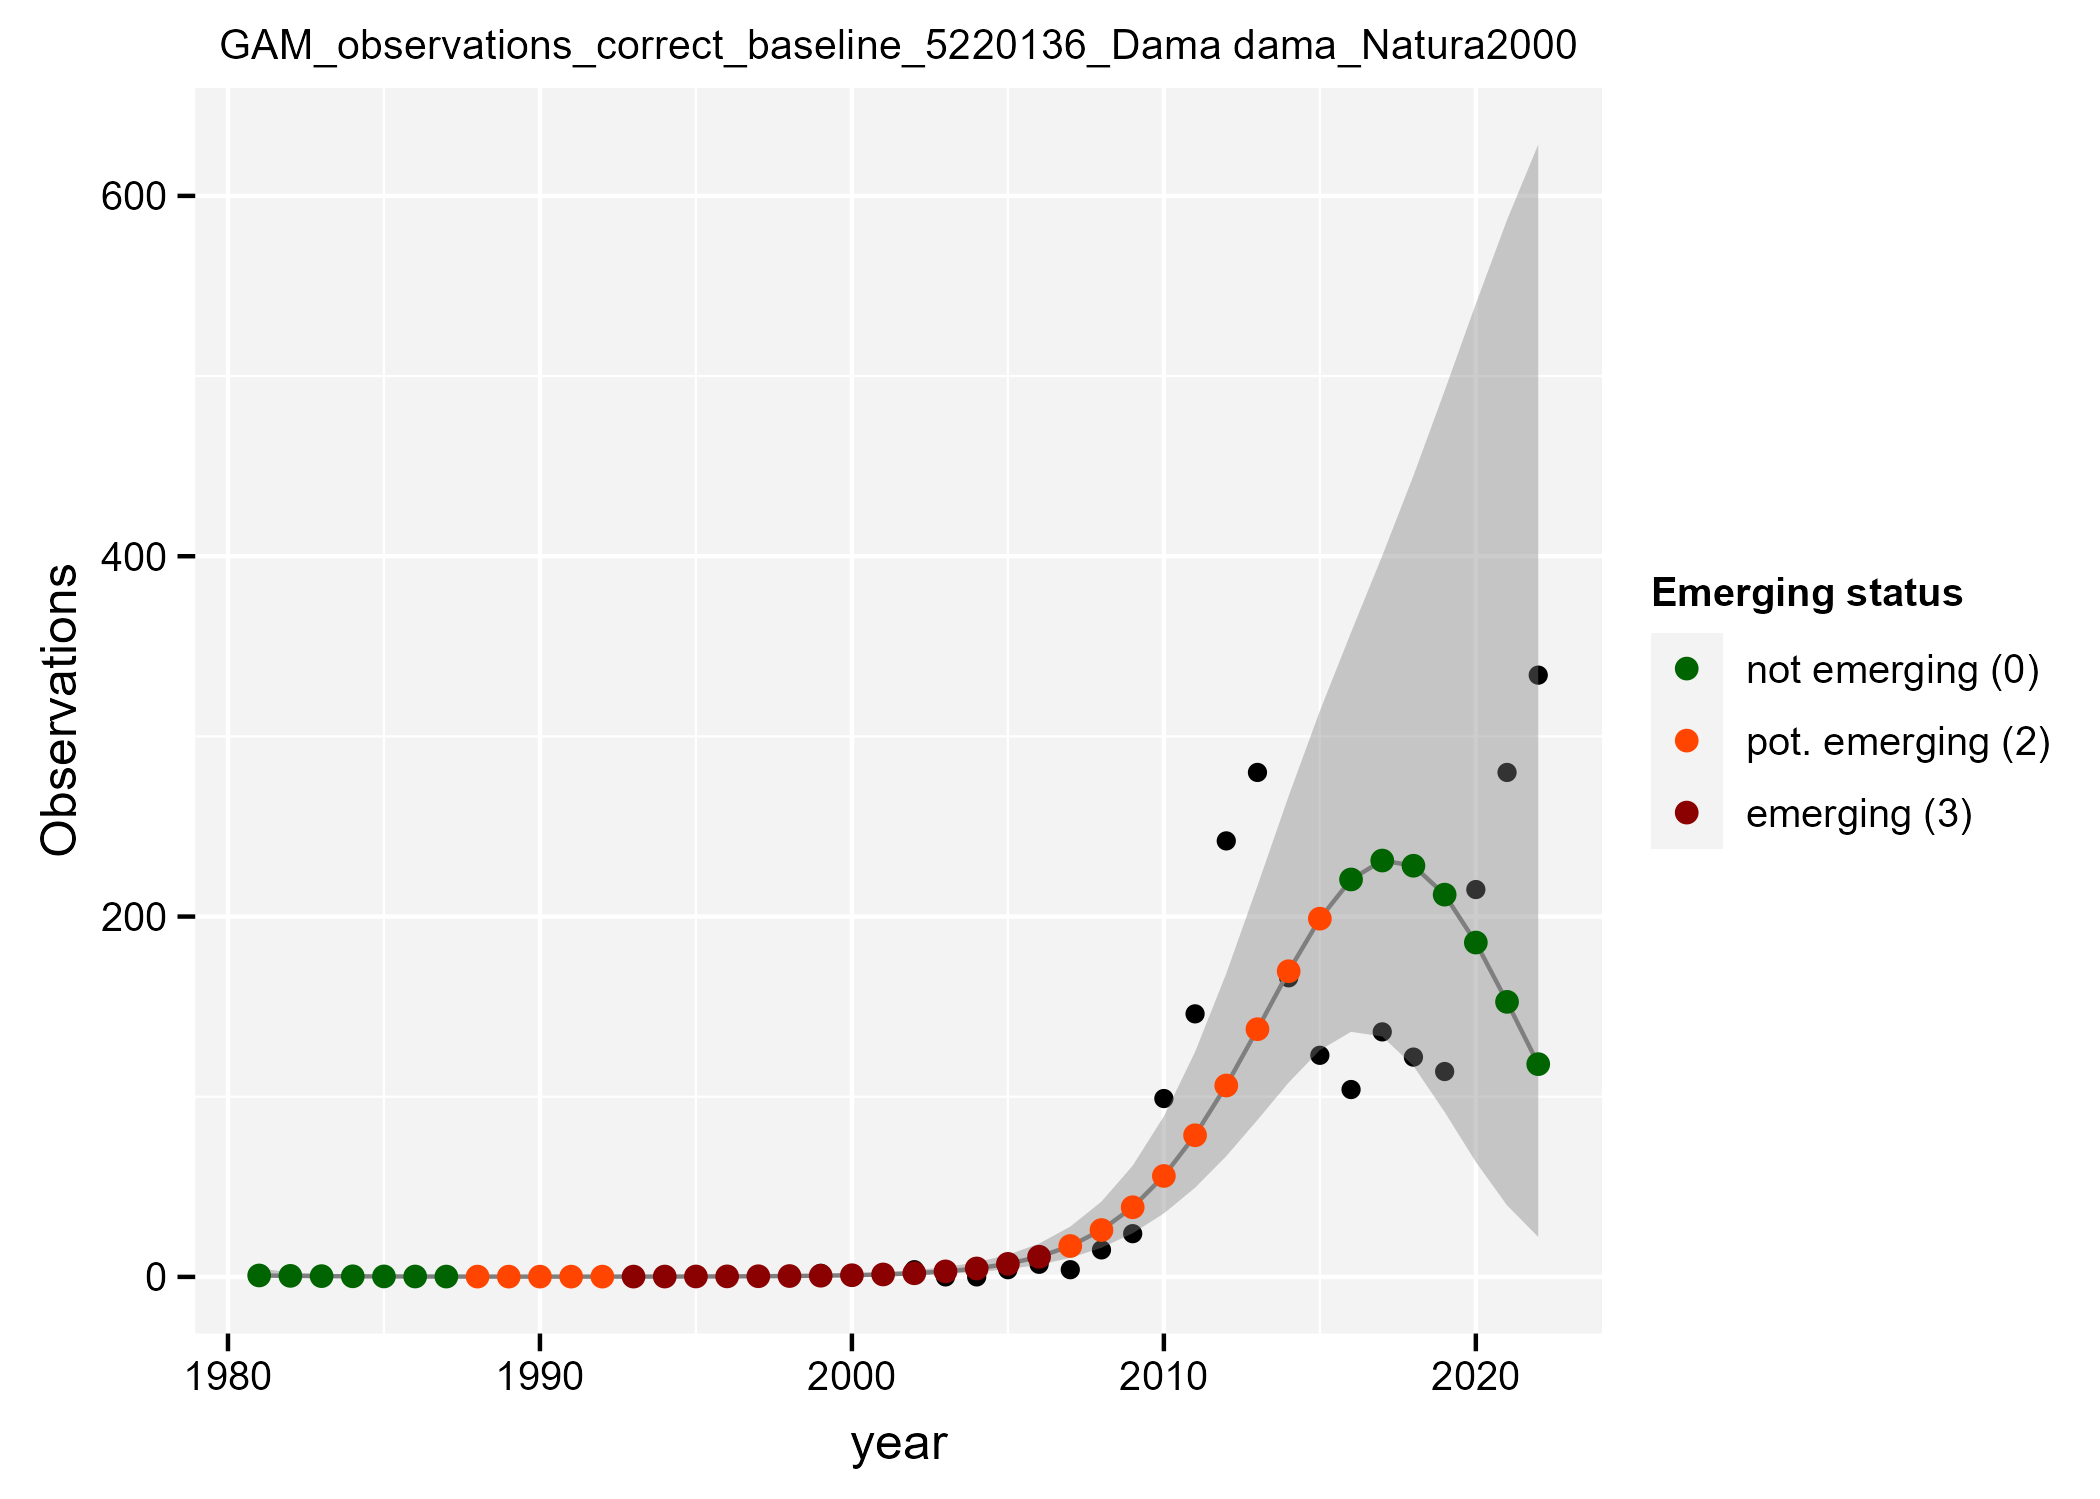 GAM_observations_correct_baseline_5220136_Dama dama_Natura2000
600
400
200
0
Observations
1980 1990 2000 2010 2020
year
Emerging status
not emerging (0)
pot. emerging (2)
emerging (3)